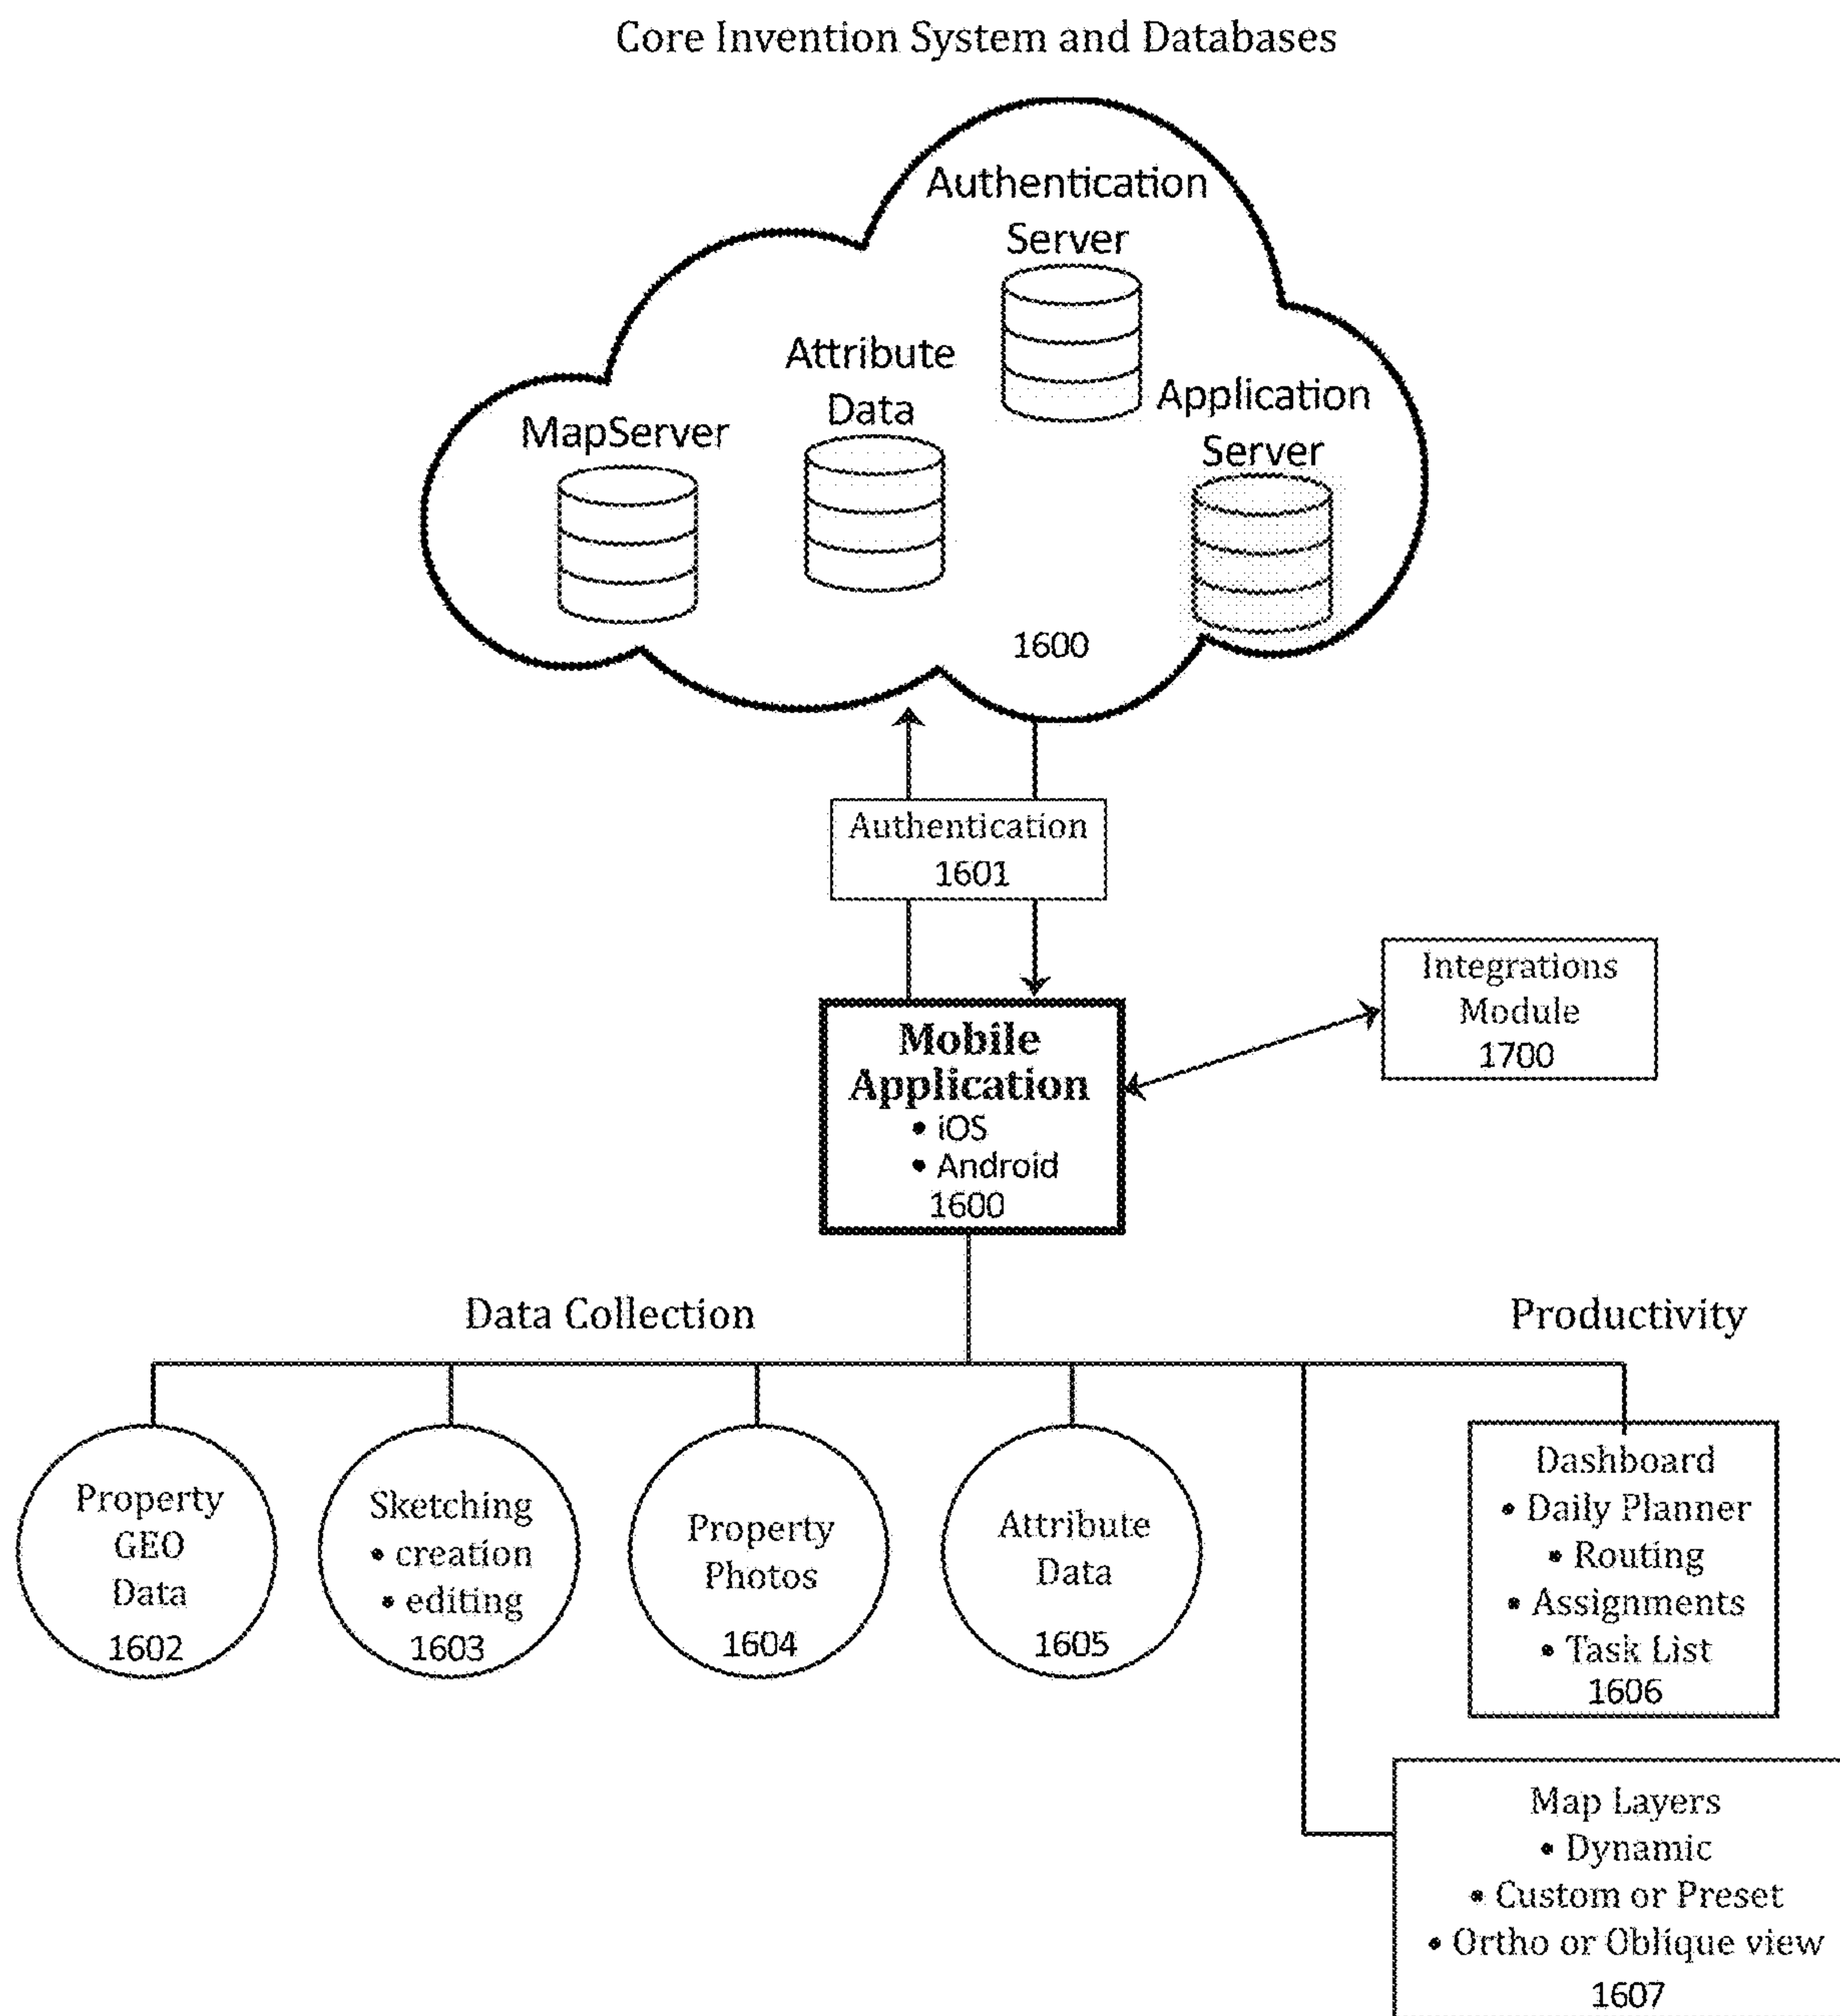 Core Invention System and Databases
Authentication
Server
Attribute
Data
Application
Server
MapServer
1600
Authentication
1601
Integrations
Module
1700
Mobile
Application
• iOS
• Android
1600
Data Collection
Productivity
Property
GEO
Data
1602
Sketching
• creation
• editing
1603
Property
Photos
1604
Attribute
Data
1605
Dashboard
• Daily Planner
• Routing
• Assignments
• Task List
1606
Map Layers
• Dynamic
• Custom or Preset
• Ortho or Oblique view
1607